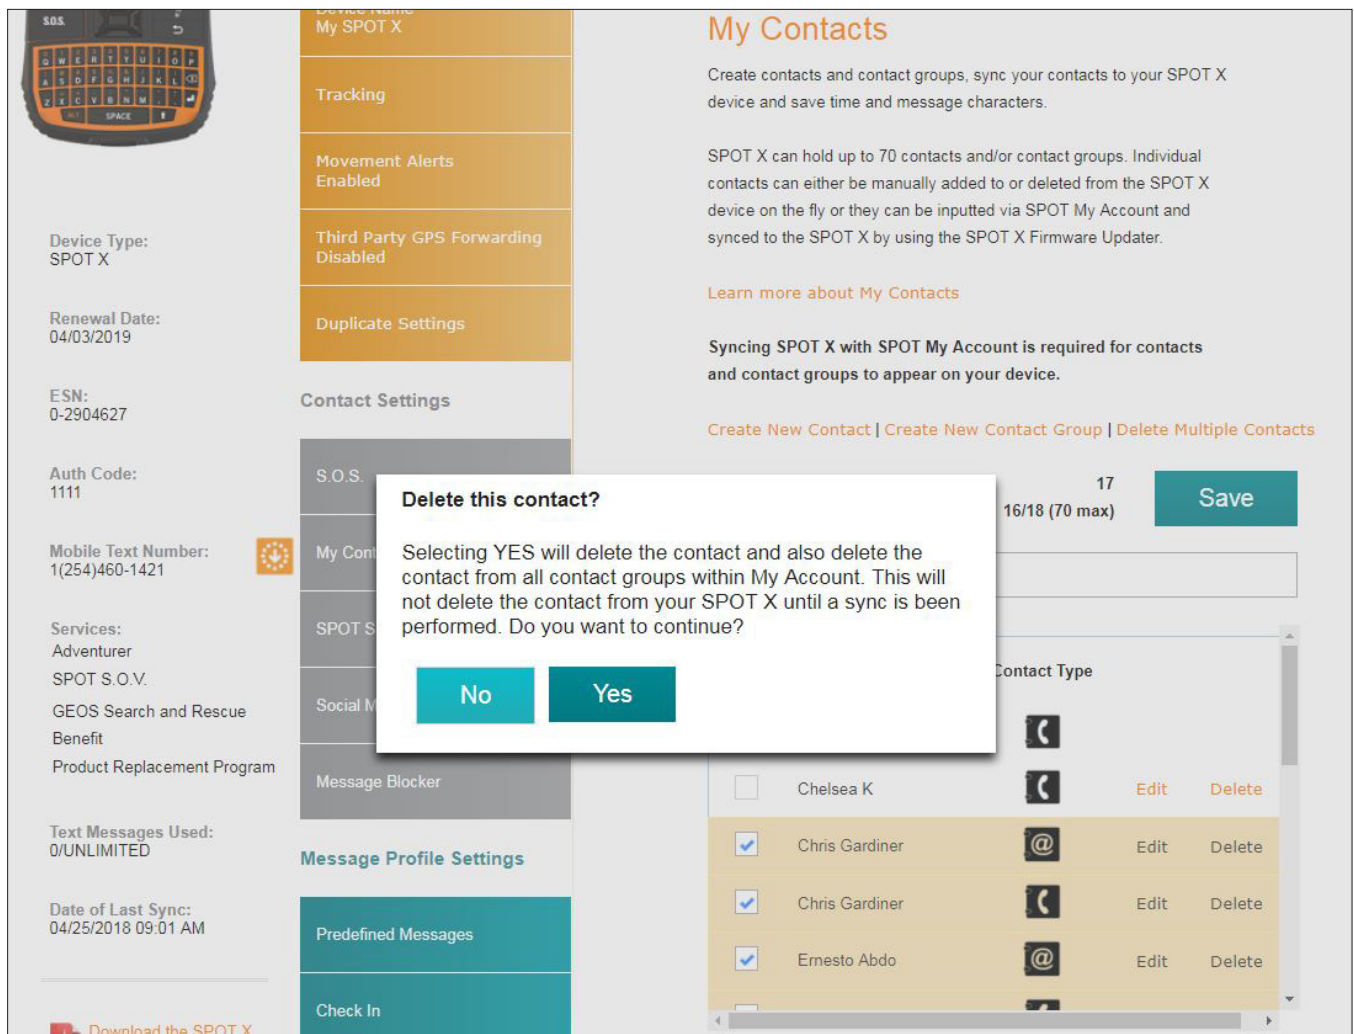 S.O.S.
Q W E R T Y U I O P
A S D F G H J K L
Z X C V B N M
ALT SPACE
Device Type:
SPOT X
Renewal Date:
04/03/2019
ESN:
0-2904627
Auth Code:
1111
Mobile Text Number:
1(254)460-1421
Services:
Adventurer
SPOT S.O.V.
GEOS Search and Rescue
Benefit
Product Replacement Program
Text Messages Used:
0/UNLIMITED
Date of Last Sync:
04/25/2018 09:01 AM
Download the SPOT X
Device Name
My SPOT X
Tracking
Movement Alerts
Enabled
Third Party GPS Forwarding
Disabled
Duplicate Settings
Contact Settings
S.O.S.
My Cont
SPOT S
Social M
Message Blocker
Message Profile Settings
Predefined Messages
Check In
My Contacts
Create contacts and contact groups, sync your contacts to your SPOT X
device and save time and message characters.
SPOT X can hold up to 70 contacts and/or contact groups. Individual
contacts can either be manually added to or deleted from the SPOT X
device on the fly or they can be inputted via SPOT My Account and
synced to the SPOT X by using the SPOT X Firmware Updater.
Learn more about My Contacts
Syncing SPOT X with SPOT My Account is required for contacts
and contact groups to appear on your device.
Create New Contact | Create New Contact Group | Delete Multiple Contacts
17
16/18 (70 max)
Save
Delete this contact?
Selecting YES will delete the contact and also delete the
contact from all contact groups within My Account. This will
not delete the contact from your SPOT X until a sync is been
performed. Do you want to continue?
No Yes
Contact Type
Chelsea K Edit Delete
Chris Gardiner @ Edit Delete
Chris Gardiner Edit Delete
Ernesto Abdo @ Edit Delete